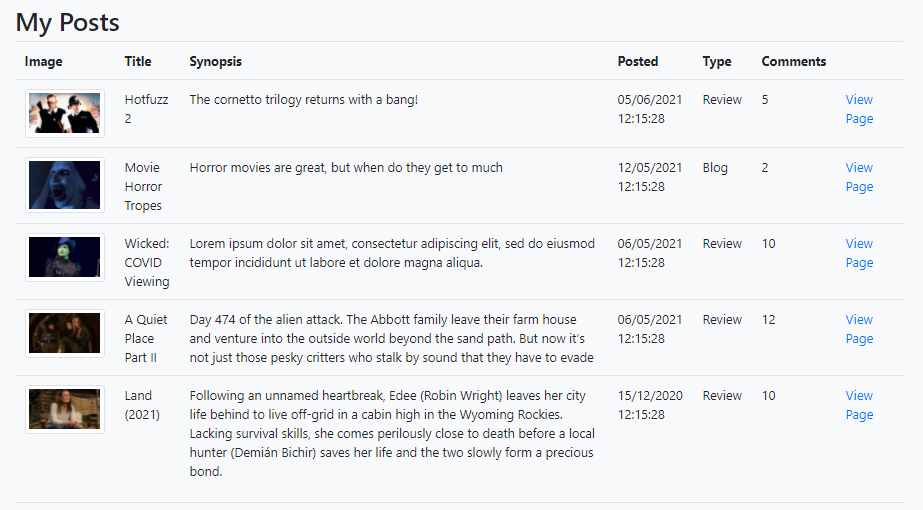 My Posts
Image Title Synopsis Posted Type Comments
Hotfuzz The cornetto trilogy returns with a bang! 05/06/2021 Review 5 View
2 12:15:28 Page
Movie Horror movies are great, but when do they get to much 12/05/2021 Blog 2 View
Horror 12:15:28 Page
Tropes
Wicked: Lorem ipsum dolor sit amet, consectetur adipiscing elit, sed do eiusmod 06/05/2021 Review 10 View
COVID tempor incididunt ut labore et dolore magna aliqua. 12:15:28 Page
Viewing
A Quiet Day 474 of the alien attack. The Abbott family leave their farm house 06/05/2021 Review 12 View
Place and venture into the outside world beyond the sand path. But now it's 12:15:28 Page
Part II not just those pesky critters who stalk by sound that they have to evade
Land Following an unnamed heartbreak, Edee (Robin Wright) leaves her city 15/12/2020 Review 10 View
(2021) life behind to live off-grid in a cabin high in the Wyoming Rockies. 12:15:28 Page
Lacking survival skills, she comes perilously close to death before a local
hunter (Demián Bichir) saves her life and the two slowly form a precious
bond.